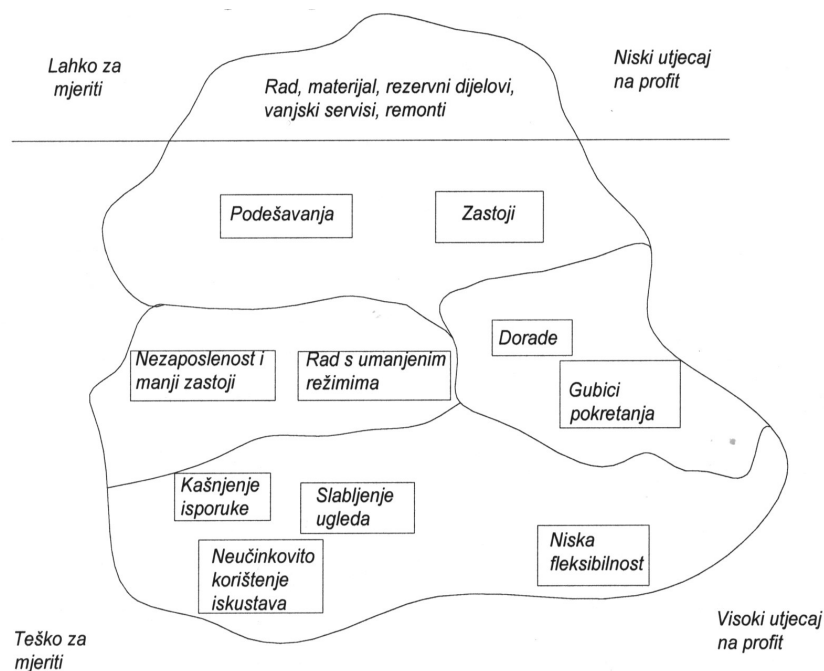 Lahko za
mjeriti
Niski utjecaj
na profit
Rad, materijal, rezervni dijelovi,
vanjski servisi, remonti
Podešavanja
Zastoji
Dorade
Nezaposlenost i
manji zastoji
Rad s umanjenim
režimima
Gubici
pokretanja
Kašnjenje
isporuke
Slabljenje
ugleda
Neučinkovito
korištenje
iskustava
Niska
fleksibilnost
Teško za
mjeriti
Visoki utjecaj
na profit